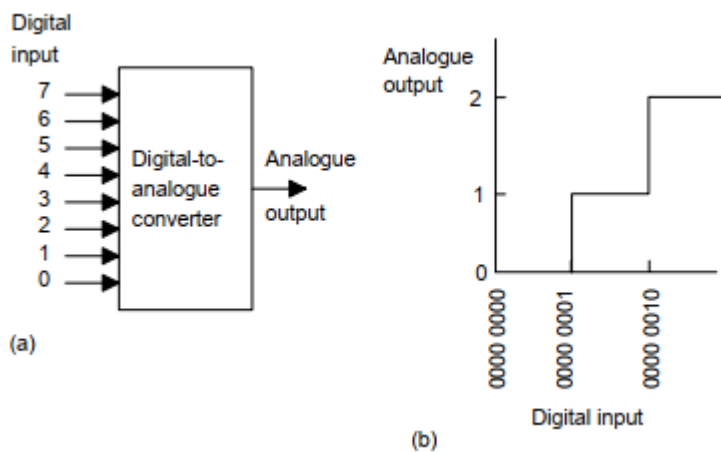 Digital
input
7
6
5
4
3
2
1
0
Digital-to-
analogue
converter
Analogue
output
(a)
Analogue
output
2
1
0
0000 0000
0000 0001
0000 0010
Digital input
(b)